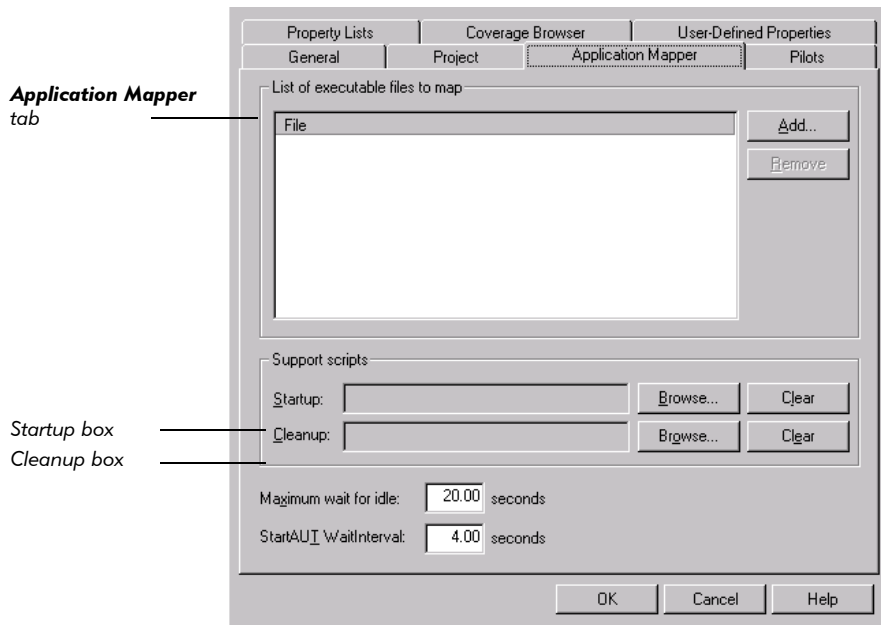 Property Lists Coverage Browser User-Defined Properties
General Project Application Mapper Pilots
Application Mapper
tab
List of executable files to map
File
Add...
Remove
Support scripts
Startup: Browse... Clear
Startup box
Cleanup: Browse... Clear
Cleanup box
Maximum wait for idle: 20.00 seconds
StartAUT WaitInterval: 4.00 seconds
OK Cancel Help